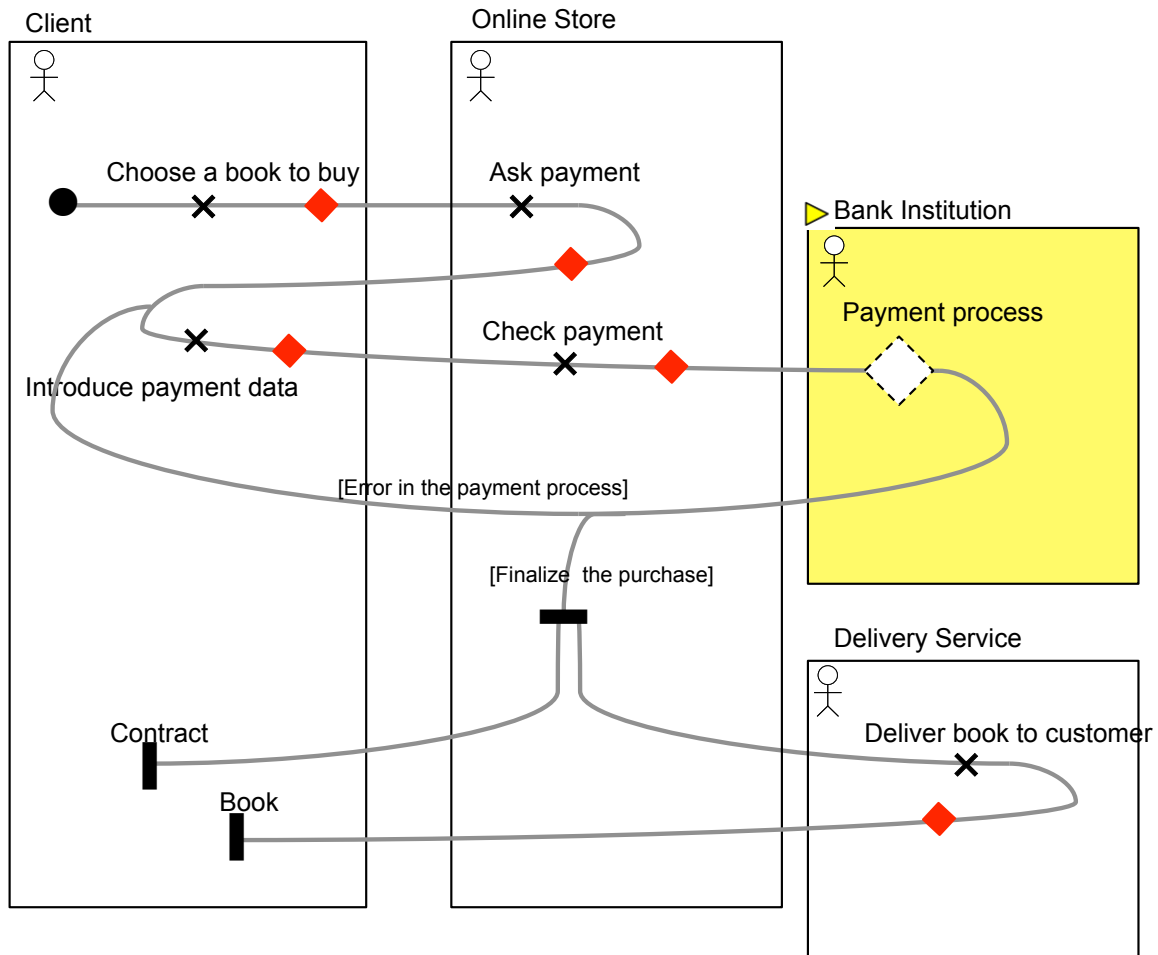 Client
Online Store
Choose a book to buy
Ask payment
Bank Institution
Payment process
Check payment
Introduce payment data
[Error in the payment process]
[Finalize  the purchase]
Delivery Service
Contract
Deliver book to customer
Book